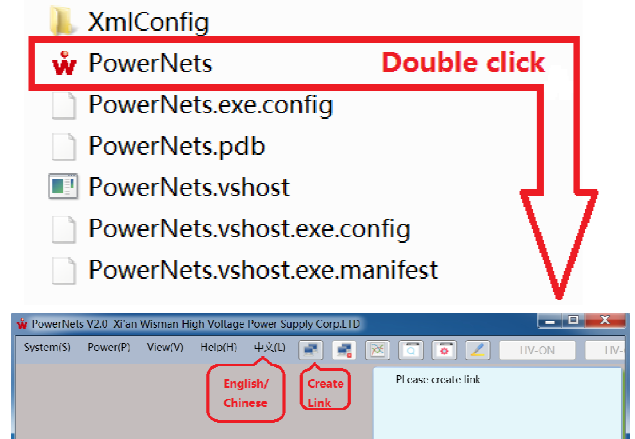 XmlConfig
PowerNets
Double click
PowerNets.exe.config
PowerNets.pdb
PowerNets.vshost
PowerNets.vshost.exe.config
PowerNets.vshost.exe.manifest
PowerNets V2.0 Xi'an Wisman High Voltage Power Supply Corp.LTD
System(S) Power(P) View(V) Help(H) 中文(L) HV-ON HV-
English/
Chinese
Create
Link
PLease create link